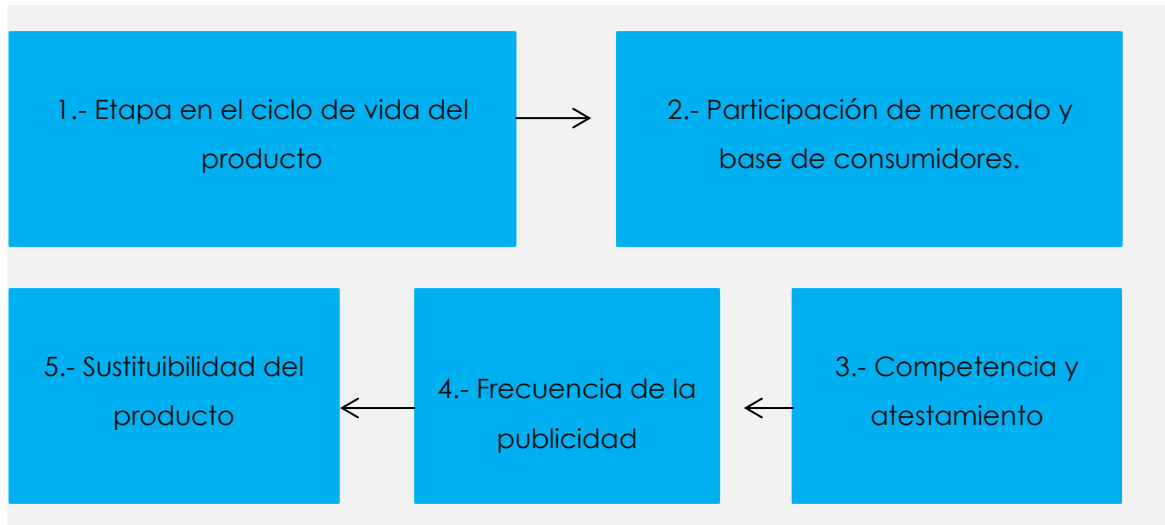 1.- Etapa en el ciclo de vida del
producto
2.- Participación de mercado y
base de consumidores.
3.- Competencia y
atestamiento
4.- Frecuencia de la
publicidad
5.- Sustituibilidad del
producto